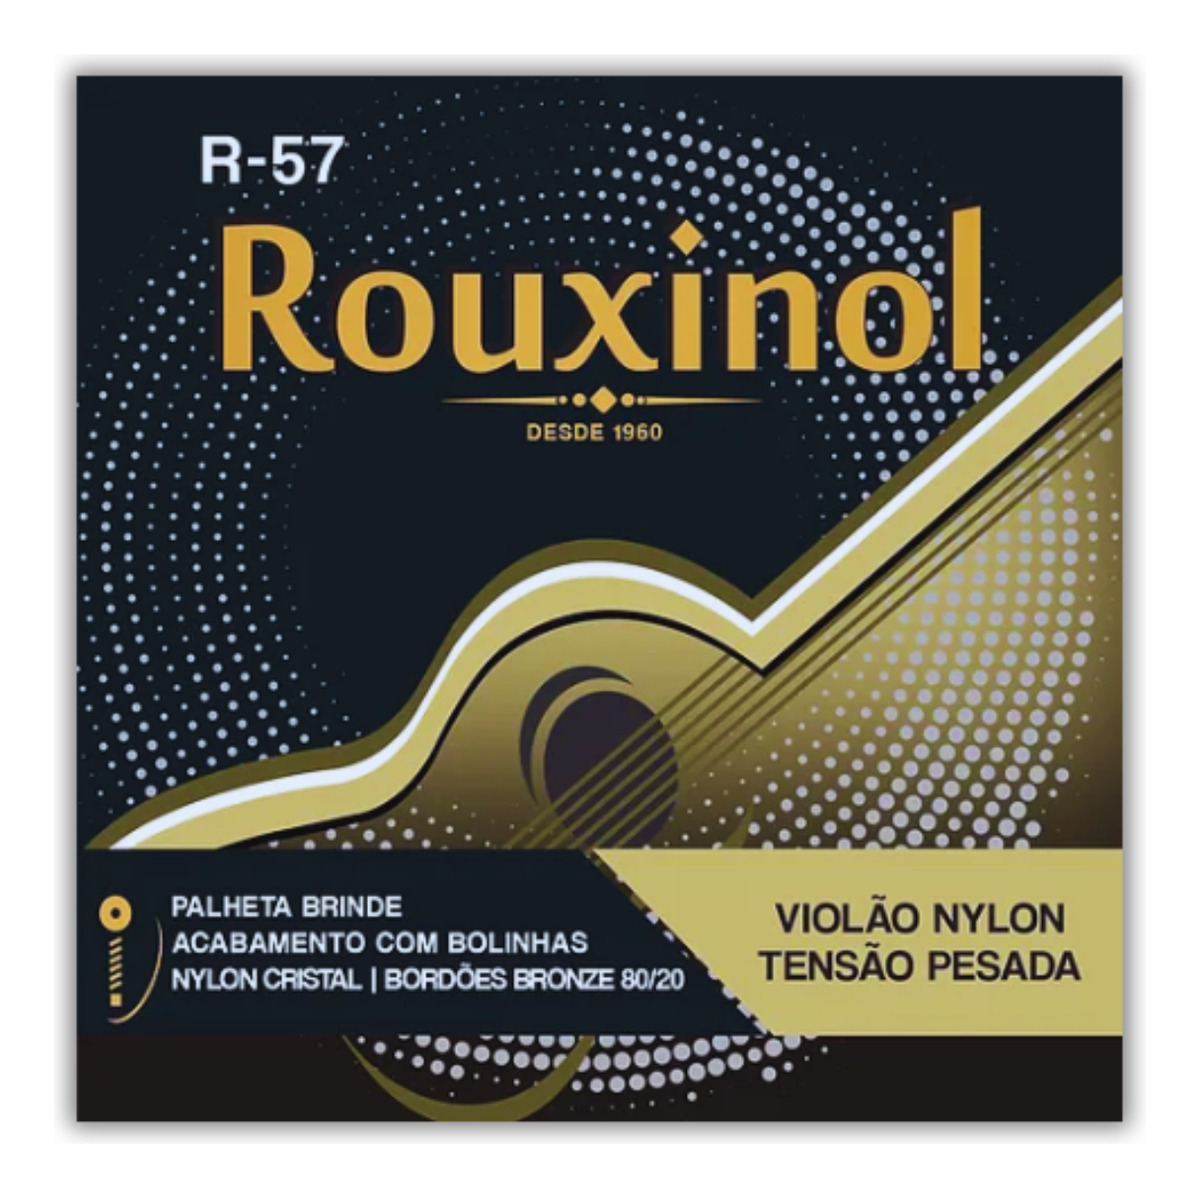 R-57
Rouxinol
DESDE 1960
PALHETA BRINDE
ACABAMENTO COM BOLINHAS
NYLON CRISTAL | BORDÕES BRONZE 80/20
VIOLÃO NYLON
TENSÃO PESADA